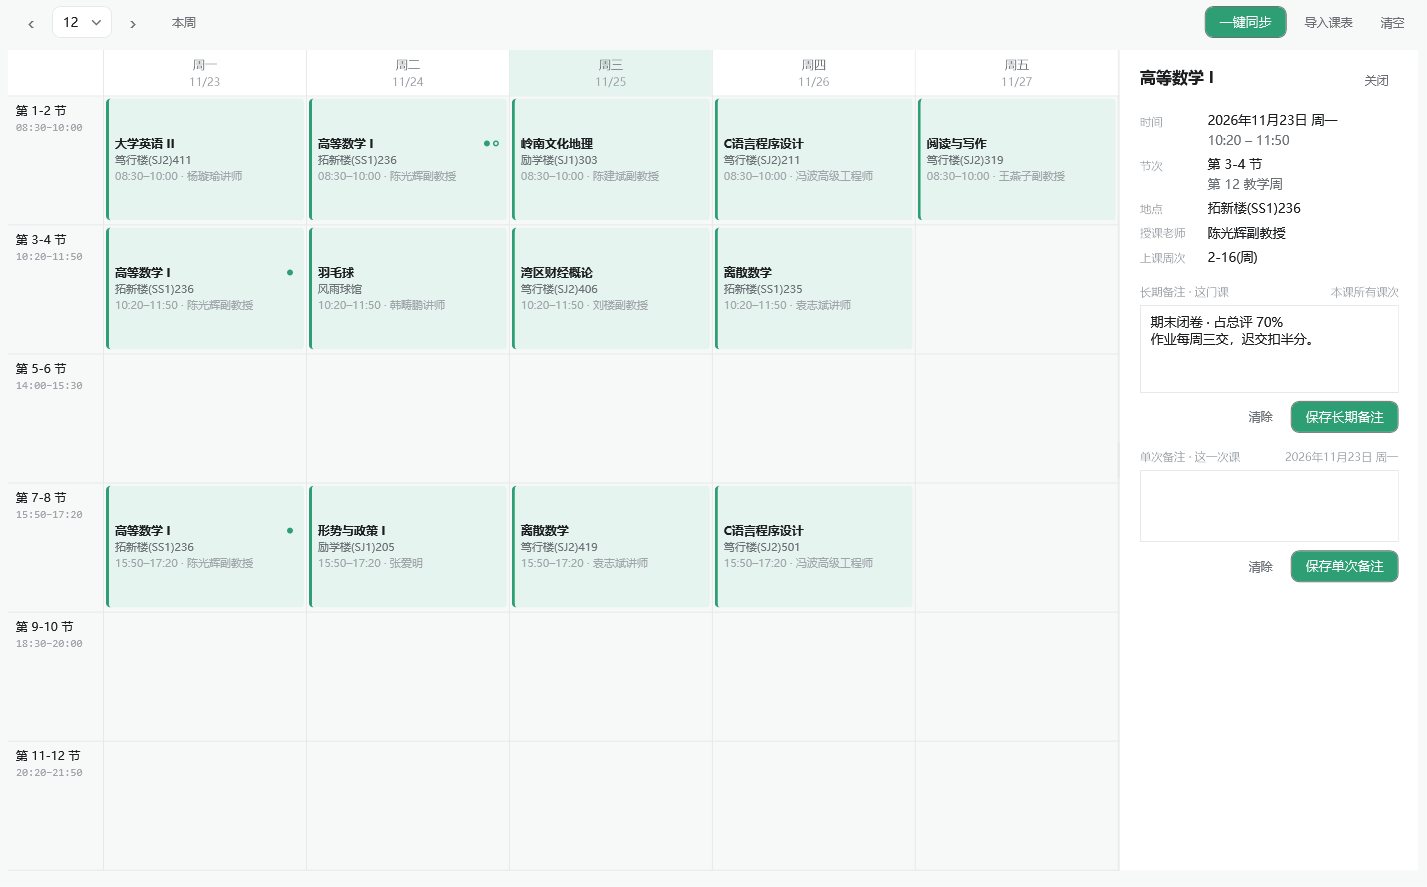 ‹ 12 › 本周 一键同步 导入课表 清空
周一 周二 周三 周四 周五
11/23 11/24 11/25 11/26 11/27
第 1-2 节
08:30–10:00
大学英语 II
笃行楼(SJ2)411
08:30–10:00 · 杨璇瑜讲师
高等数学 I
拓新楼(SS1)236
08:30–10:00 · 陈光辉副教授
岭南文化地理
励学楼(SJ1)303
08:30–10:00 · 陈建斌副教授
C语言程序设计
笃行楼(SJ2)211
08:30–10:00 · 冯波高级工程师
阅读与写作
笃行楼(SJ2)319
08:30–10:00 · 王燕子副教授
第 3-4 节
10:20–11:50
高等数学 I
拓新楼(SS1)236
10:20–11:50 · 陈光辉副教授
羽毛球
风雨球馆
10:20–11:50 · 韩鹏讲师
湾区财经概论
笃行楼(SJ2)406
10:20–11:50 · 刘楼副教授
离散数学
拓新楼(SS1)235
10:20–11:50 · 袁志斌讲师
第 5-6 节
14:00–15:30
第 7-8 节
15:50–17:20
高等数学 I
拓新楼(SS1)236
15:50–17:20 · 陈光辉副教授
形势与政策 I
励学楼(SJ1)205
15:50–17:20 · 张爱明
离散数学
笃行楼(SJ2)419
15:50–17:20 · 袁志斌讲师
C语言程序设计
笃行楼(SJ2)501
15:50–17:20 · 冯波高级工程师
第 9-10 节
18:30–20:00
第 11-12 节
20:20–21:50
高等数学 I 关闭
时间 2026年11月23日 周一
10:20 – 11:50
节次 第 3-4 节
第 12 教学周
地点 拓新楼(SS1)236
授课老师 陈光辉副教授
上课周次 2-16(周)
长期备注 · 这门课 本课所有课次
期末闭卷 · 占总评 70%
作业每周三交，迟交扣半分。
清除 保存长期备注
单次备注 · 这一次课 2026年11月23日 周一
清除 保存单次备注